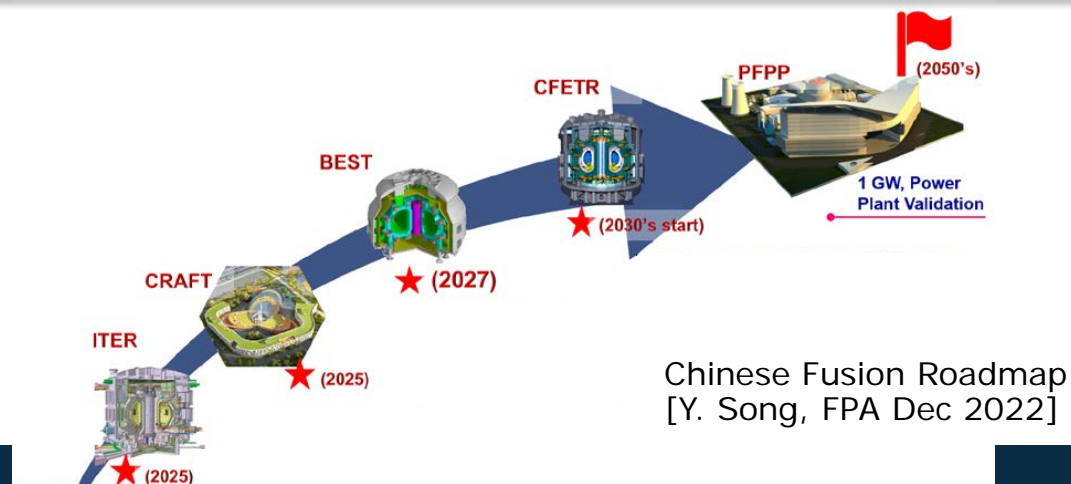 PFPP
(2050's)
CFETR
1 GW, Power
Plant Validation
BEST
(2030's start)
CRAFT
(2027)
ITER
(2025)
Chinese Fusion Roadmap
[Y. Song, FPA Dec 2022]
(2025)